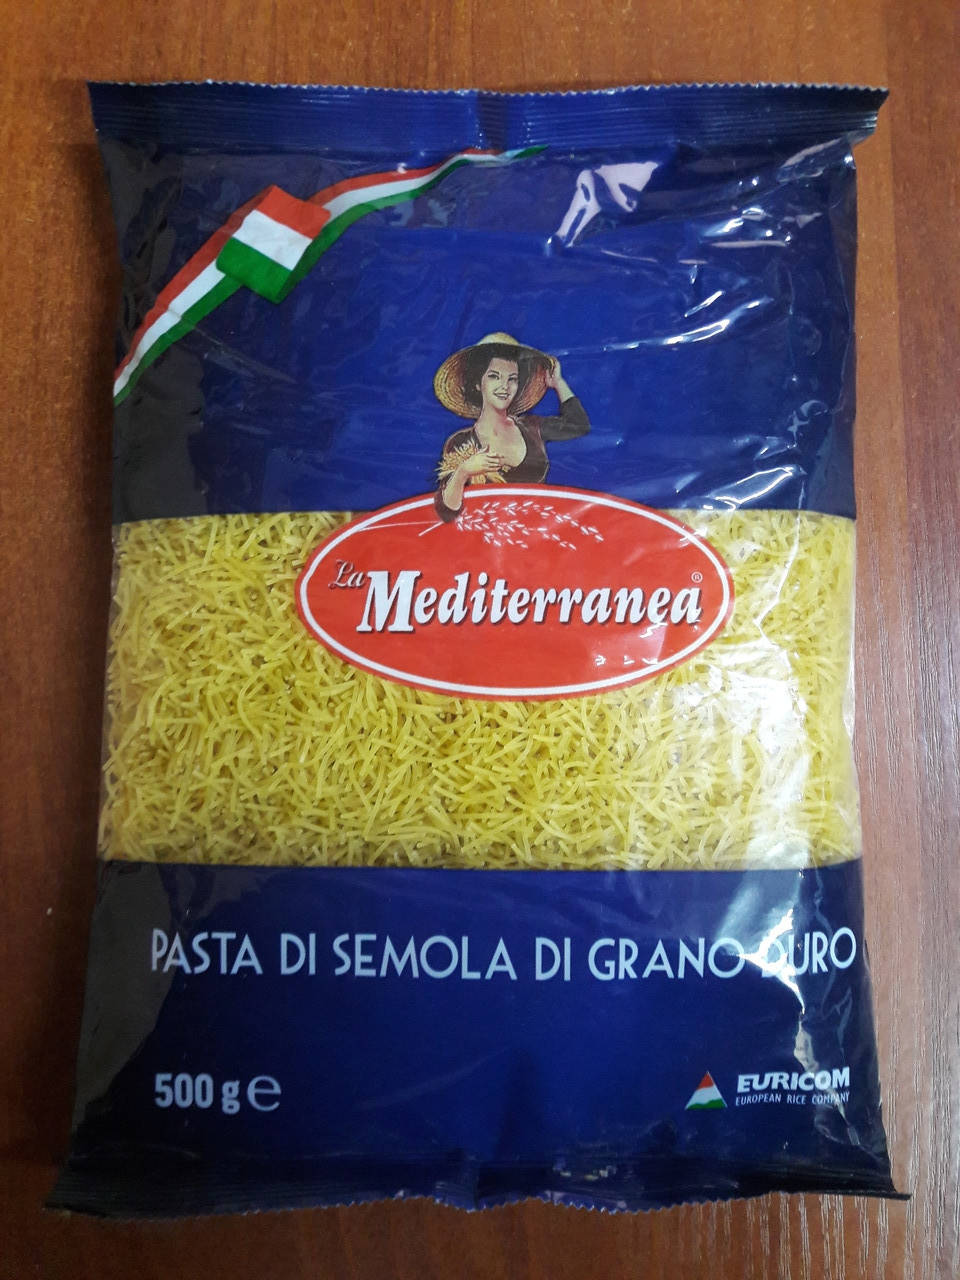 La
Mediterranea®
PASTA DI SEMOLA DI GRANO DURO
500 g ℮
EURICOM
EUROPEAN RICE COMPANY